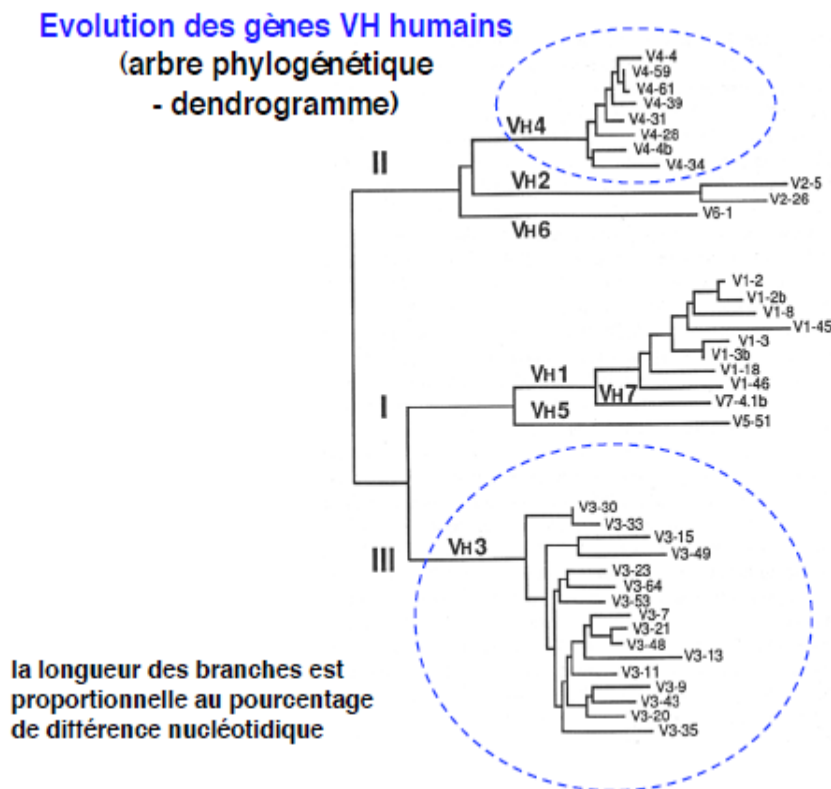 Evolution des gènes VH humains
(arbre phylogénétique
- dendrogramme)
V4-4
V4-59
V4-61
V4-39
VH4
V4-31
V4-28
V4-4b
II
V4-34
VH2
V2-5
V2-26
V6-1
VH6
V1-2
V1-2b
V1-8
V1-45
V1-3
V1-3b
VH1
V1-18
VH7
V1-46
I
V7-4.1b
VH5
V5-51
V3-30
V3-33
V3-15
III
VH3
V3-49
V3-23
V3-64
V3-53
V3-7
V3-21
V3-48
V3-13
V3-11
V3-9
V3-43
V3-20
V3-35
la longueur des branches est
proportionnelle au pourcentage
de différence nucléotidique